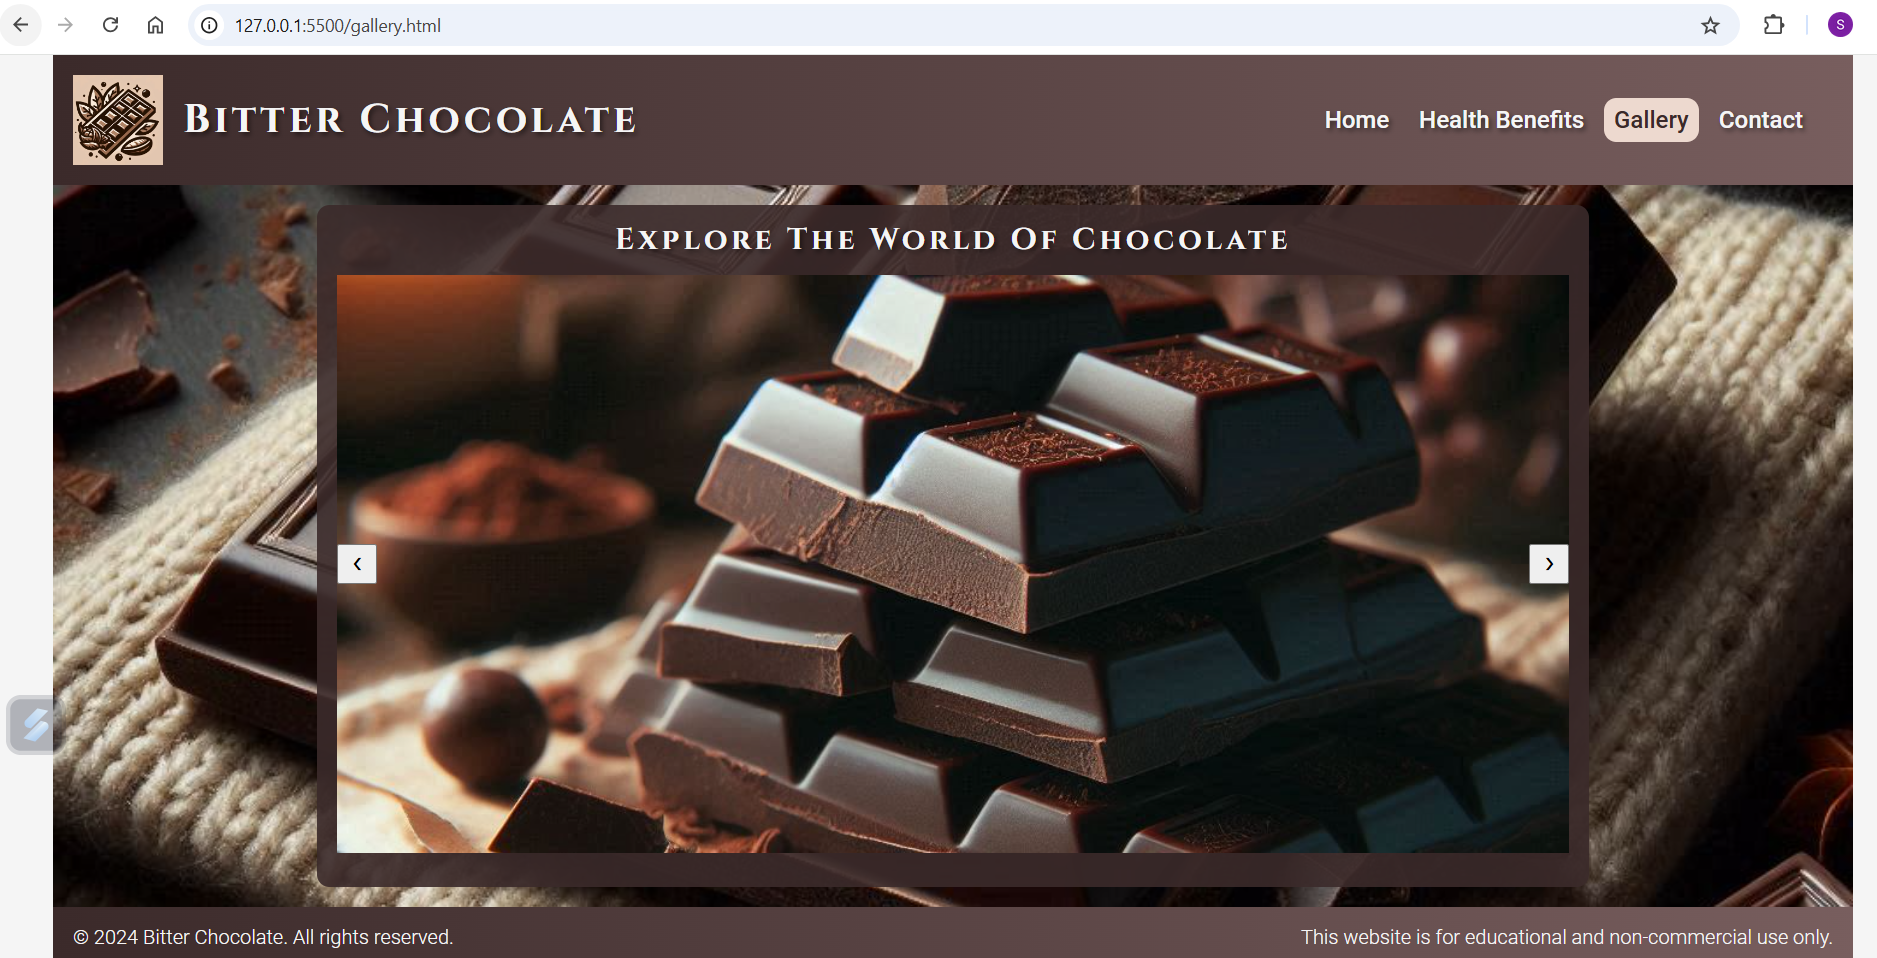 127.0.0.1:5500/gallery.html
S
Bitter Chocolate
Home Health Benefits Gallery Contact
Explore The World Of Chocolate
‹ ›
© 2024 Bitter Chocolate. All rights reserved. This website is for educational and non-commercial use only.